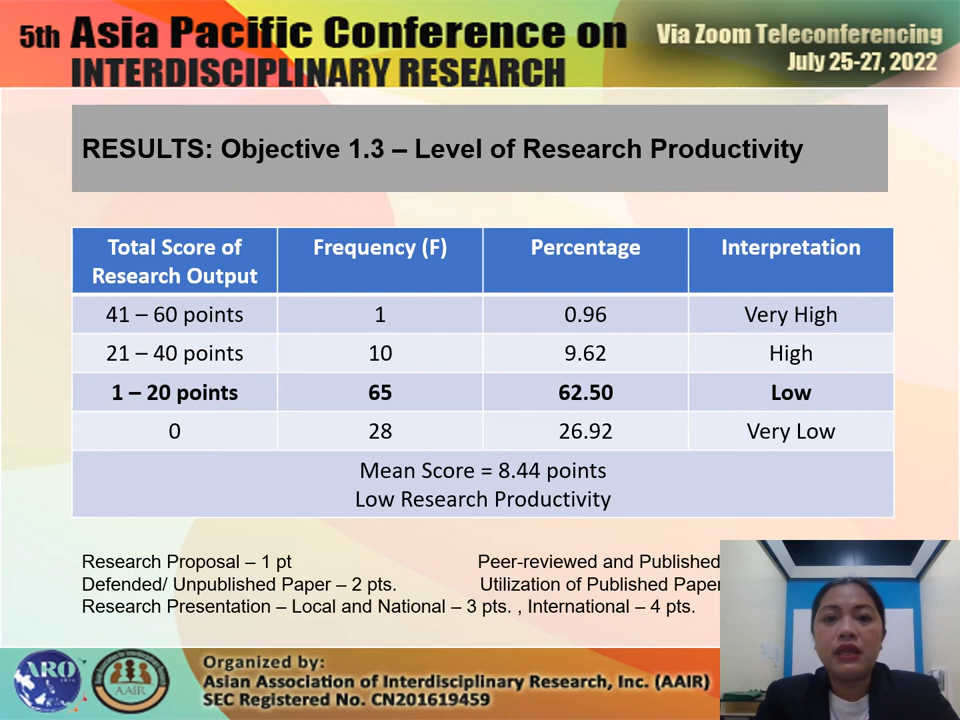 5th Asia Pacific Conference on
INTERDISCIPLINARY RESEARCH
Via Zoom Teleconferencing
July 25-27, 2022
RESULTS: Objective 1.3 – Level of Research Productivity
Total Score of Research Output Frequency (F) Percentage Interpretation
41 – 60 points 1 0.96 Very High
21 – 40 points 10 9.62 High
1 – 20 points 65 62.50 Low
0 28 26.92 Very Low
Mean Score = 8.44 points
Low Research Productivity
Research Proposal – 1 pt Peer-reviewed and Published
Defended/ Unpublished Paper – 2 pts. Utilization of Published Paper
Research Presentation – Local and National – 3 pts. , International – 4 pts.
ARO
AAIR
Organized by:
Asian Association of Interdisciplinary Research, Inc. (AAIR)
SEC Registered No. CN201619459